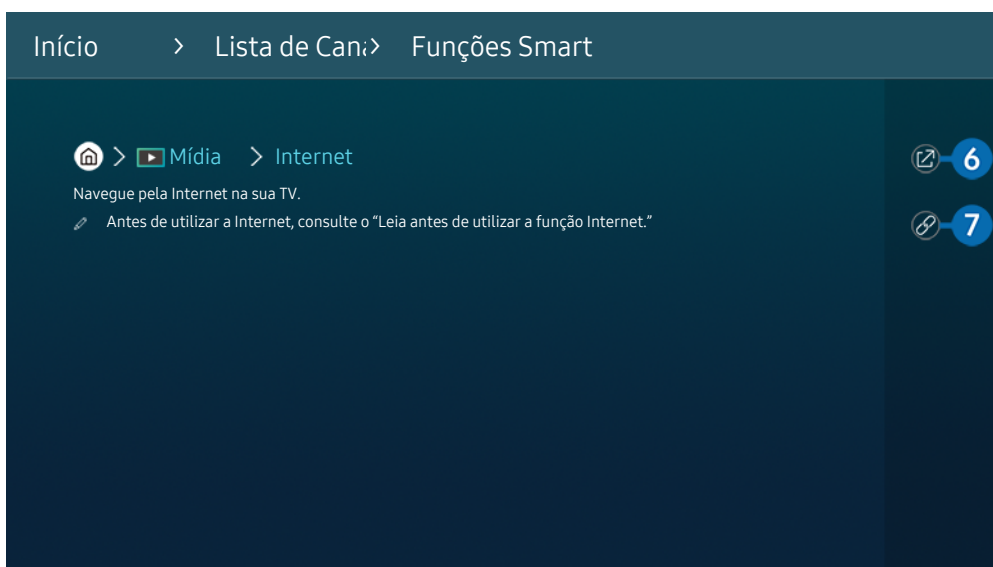 Início > Lista de Can > Funções Smart
> Mídia > Internet
6
Navegue pela Internet na sua TV.
Antes de utilizar a Internet, consulte o “Leia antes de utilizar a função Internet.”
7